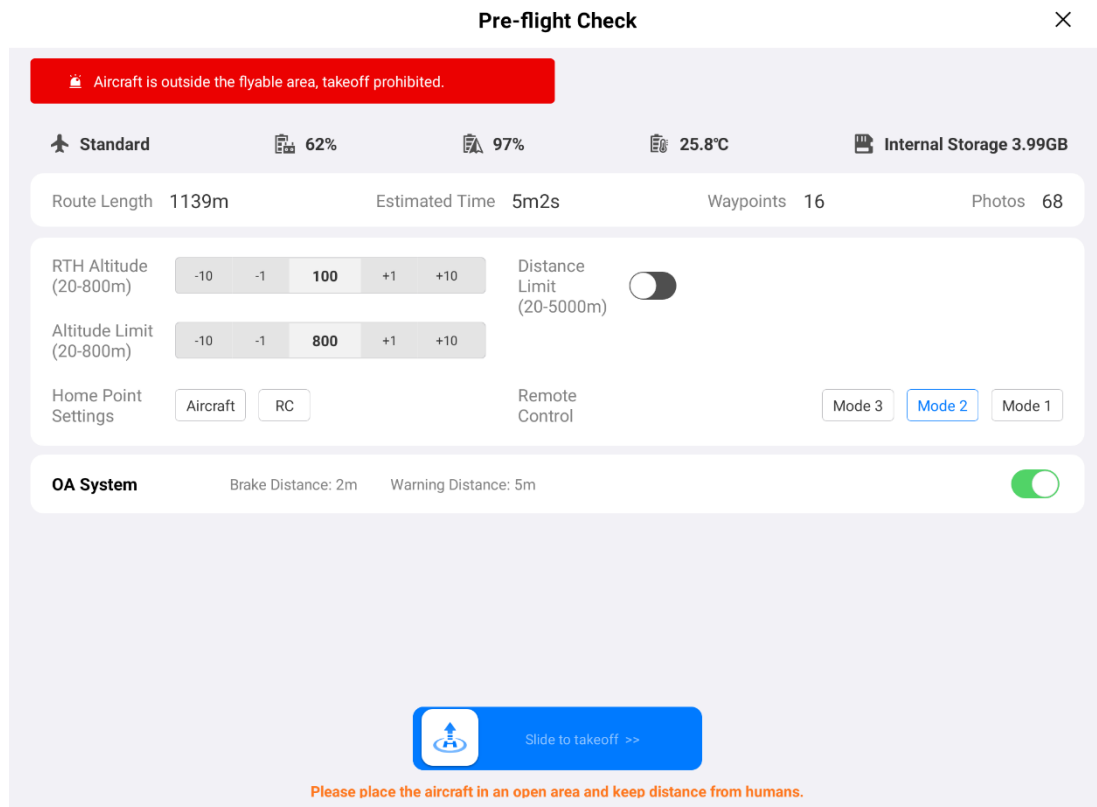 Pre-flight Check
Aircraft is outside the flyable area, takeoff prohibited.
Standard 62% 97% 25.8℃ Internal Storage 3.99GB
Route Length 1139m Estimated Time 5m2s Waypoints 16 Photos 68
RTH Altitude
(20-800m)
-10 -1 100 +1 +10
Distance
Limit
(20-5000m)
Altitude Limit
(20-800m)
-10 -1 800 +1 +10
Home Point
Settings
Aircraft RC
Remote
Control
Mode 3 Mode 2 Mode 1
OA System Brake Distance: 2m Warning Distance: 5m
Slide to takeoff >>
Please place the aircraft in an open area and keep distance from humans.